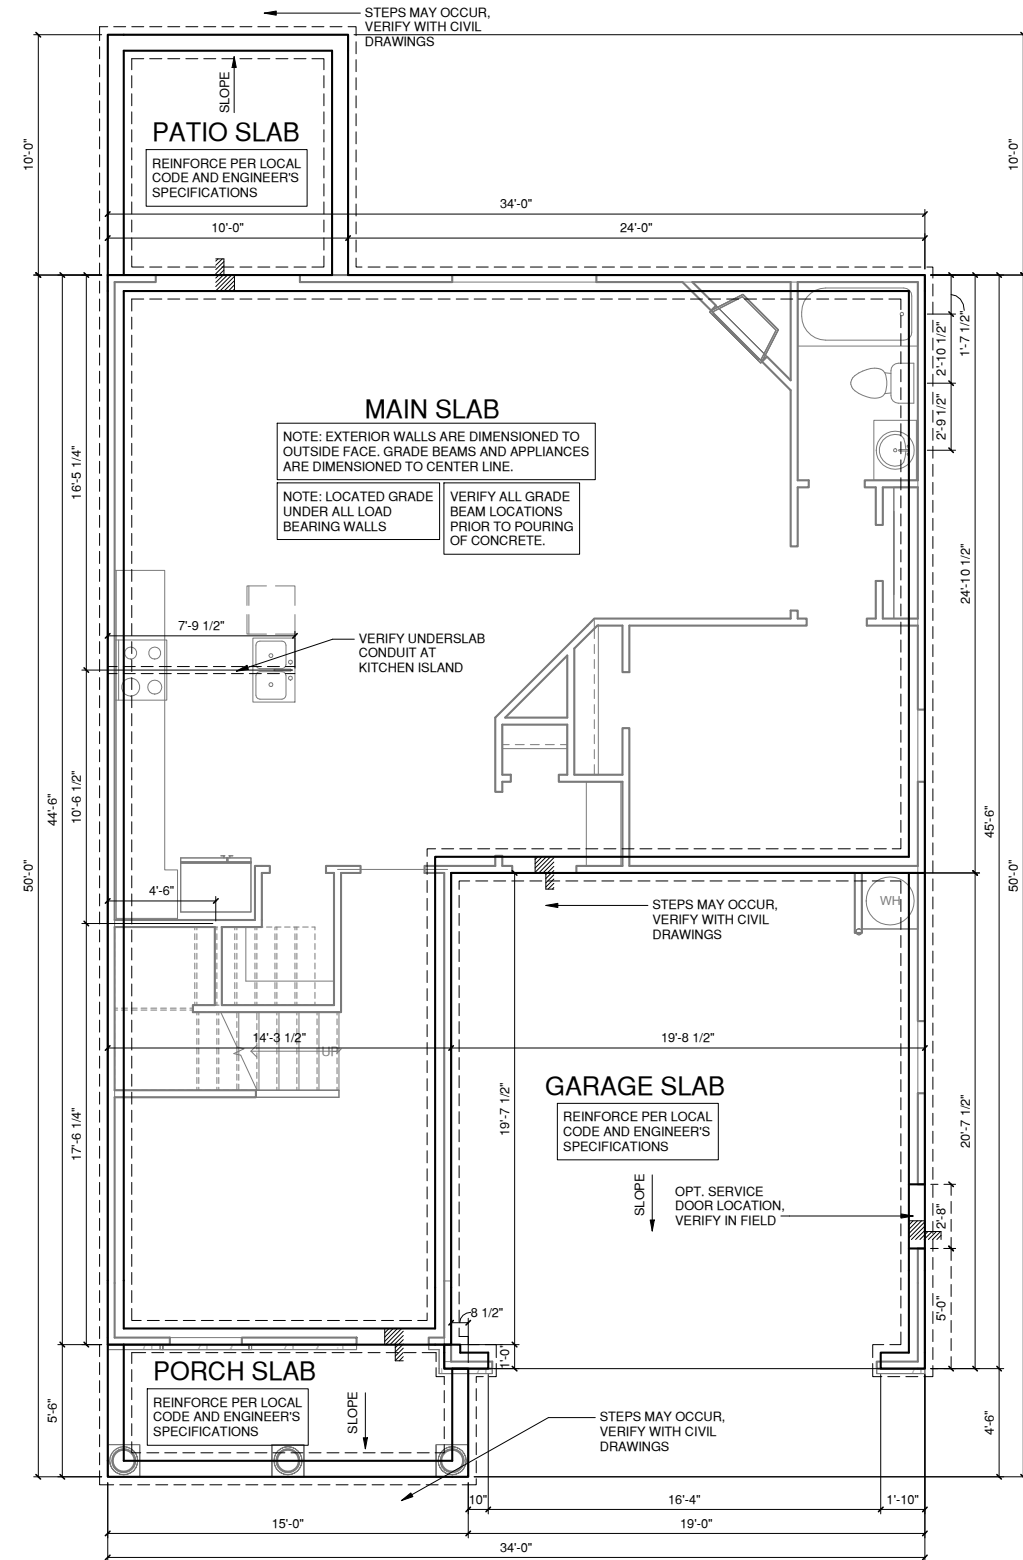 STEPS MAY OCCUR,
VERIFY WITH CIVIL
DRAWINGS
SLOPE
PATIO SLAB
REINFORCE PER LOCAL
CODE AND ENGINEER'S
SPECIFICATIONS
10'-0"
10'-0"
34'-0"
10'-0"
24'-0"
1'-7 1/2"
2'-10 1/2"
2'-9 1/2"
MAIN SLAB
NOTE: EXTERIOR WALLS ARE DIMENSIONED TO
OUTSIDE FACE. GRADE BEAMS AND APPLIANCES
ARE DIMENSIONED TO CENTER LINE.
NOTE: LOCATED GRADE
UNDER ALL LOAD
BEARING WALLS
VERIFY ALL GRADE
BEAM LOCATIONS
PRIOR TO POURING
OF CONCRETE.
16'-5 1/4"
24'-10 1/2"
7'-9 1/2"
VERIFY UNDERSLAB
CONDUIT AT
KITCHEN ISLAND
10'-6 1/2"
44'-6"
50'-0"
45'-6"
50'-0"
4'-6"
WH
STEPS MAY OCCUR,
VERIFY WITH CIVIL
DRAWINGS
14'-3 1/2"
UP
19'-8 1/2"
GARAGE SLAB
REINFORCE PER LOCAL
CODE AND ENGINEER'S
SPECIFICATIONS
19'-7 1/2"
17'-6 1/4"
20'-7 1/2"
SLOPE
OPT. SERVICE
DOOR LOCATION,
VERIFY IN FIELD
2'-8"
5'-0"
8 1/2"
1'-0"
PORCH SLAB
REINFORCE PER LOCAL
CODE AND ENGINEER'S
SPECIFICATIONS
SLOPE
5'-6"
4'-6"
STEPS MAY OCCUR,
VERIFY WITH CIVIL
DRAWINGS
10"
16'-4"
1'-10"
15'-0"
19'-0"
34'-0"